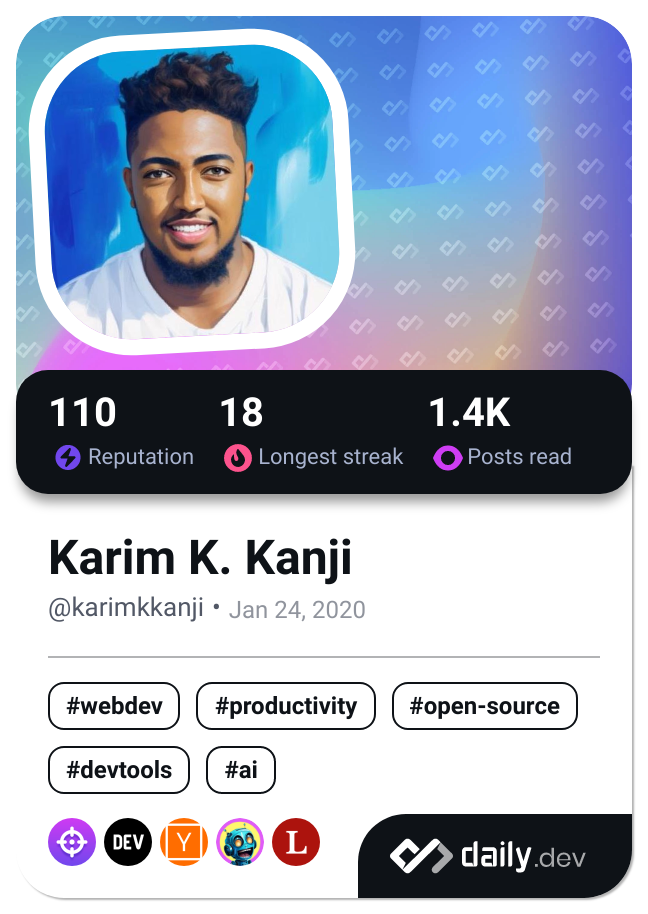 110 18 1.4K
Reputation Longest streak Posts read
Karim K. Kanji
@karimkkanji • Jan 24, 2020
#webdev #productivity #open-source
#devtools #ai
DEV Y L
daily.dev